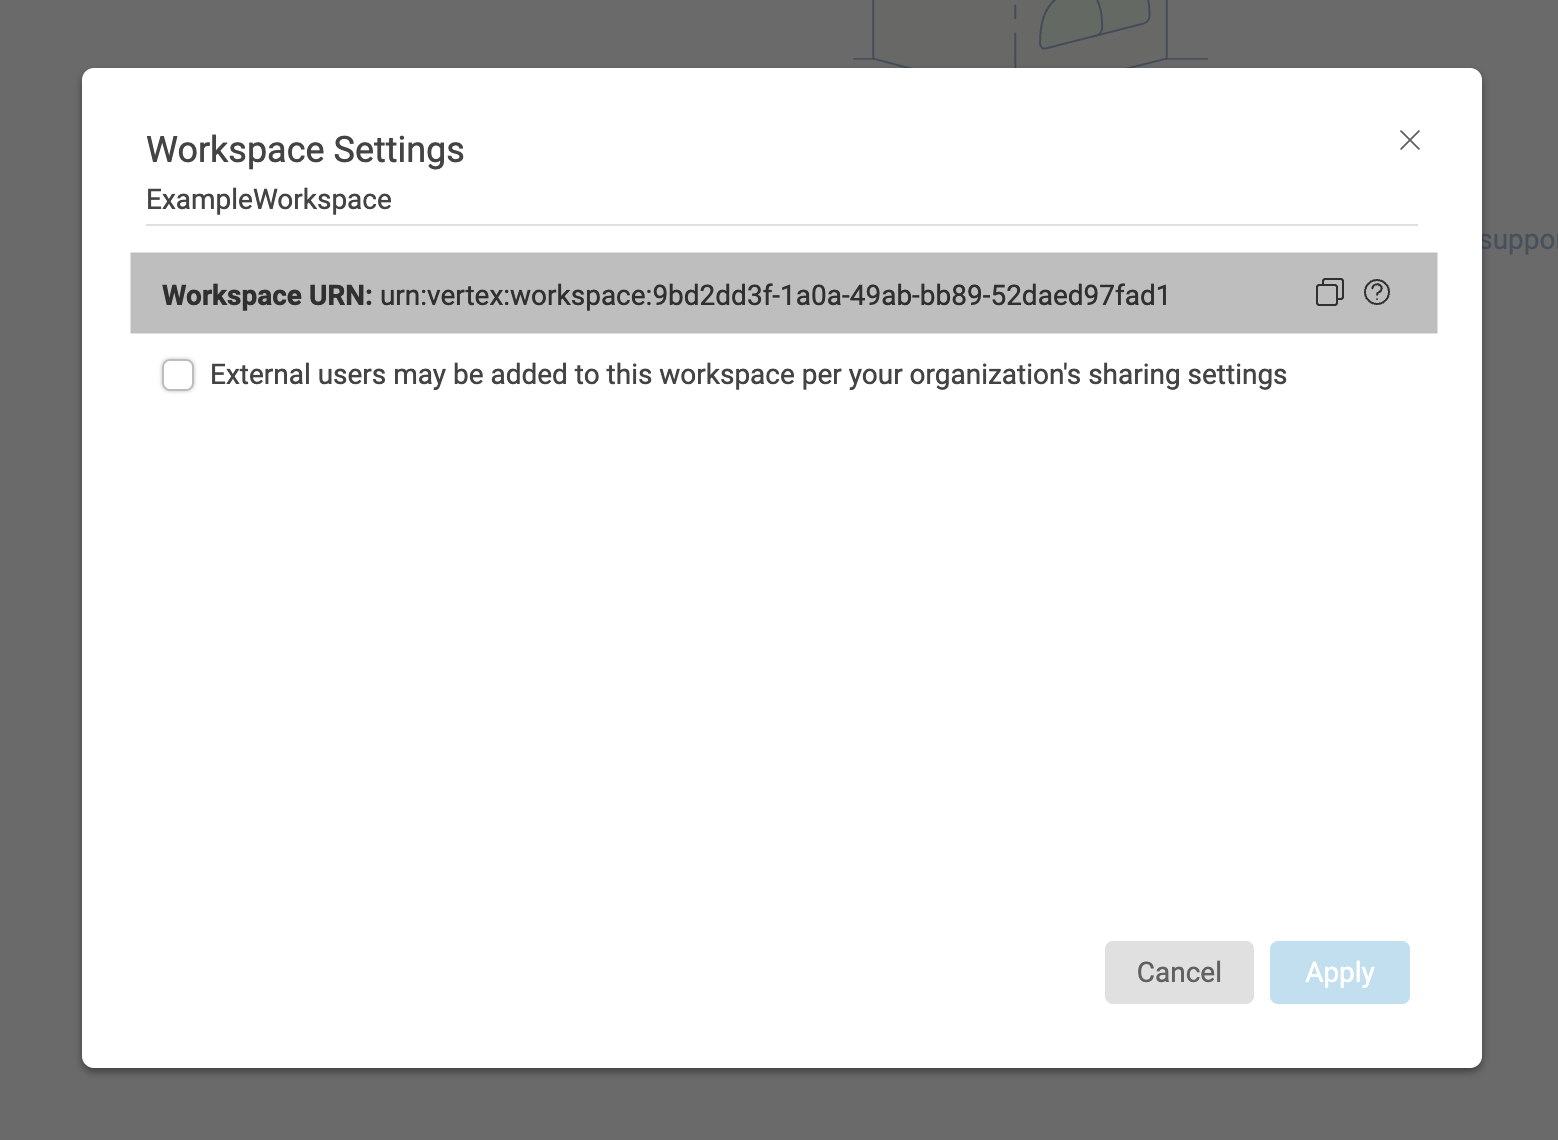 Workspace Settings
ExampleWorkspace
Workspace URN: urn:vertex:workspace:9bd2dd3f-1a0a-49ab-bb89-52daed97fad1
External users may be added to this workspace per your organization's sharing settings
Cancel Apply